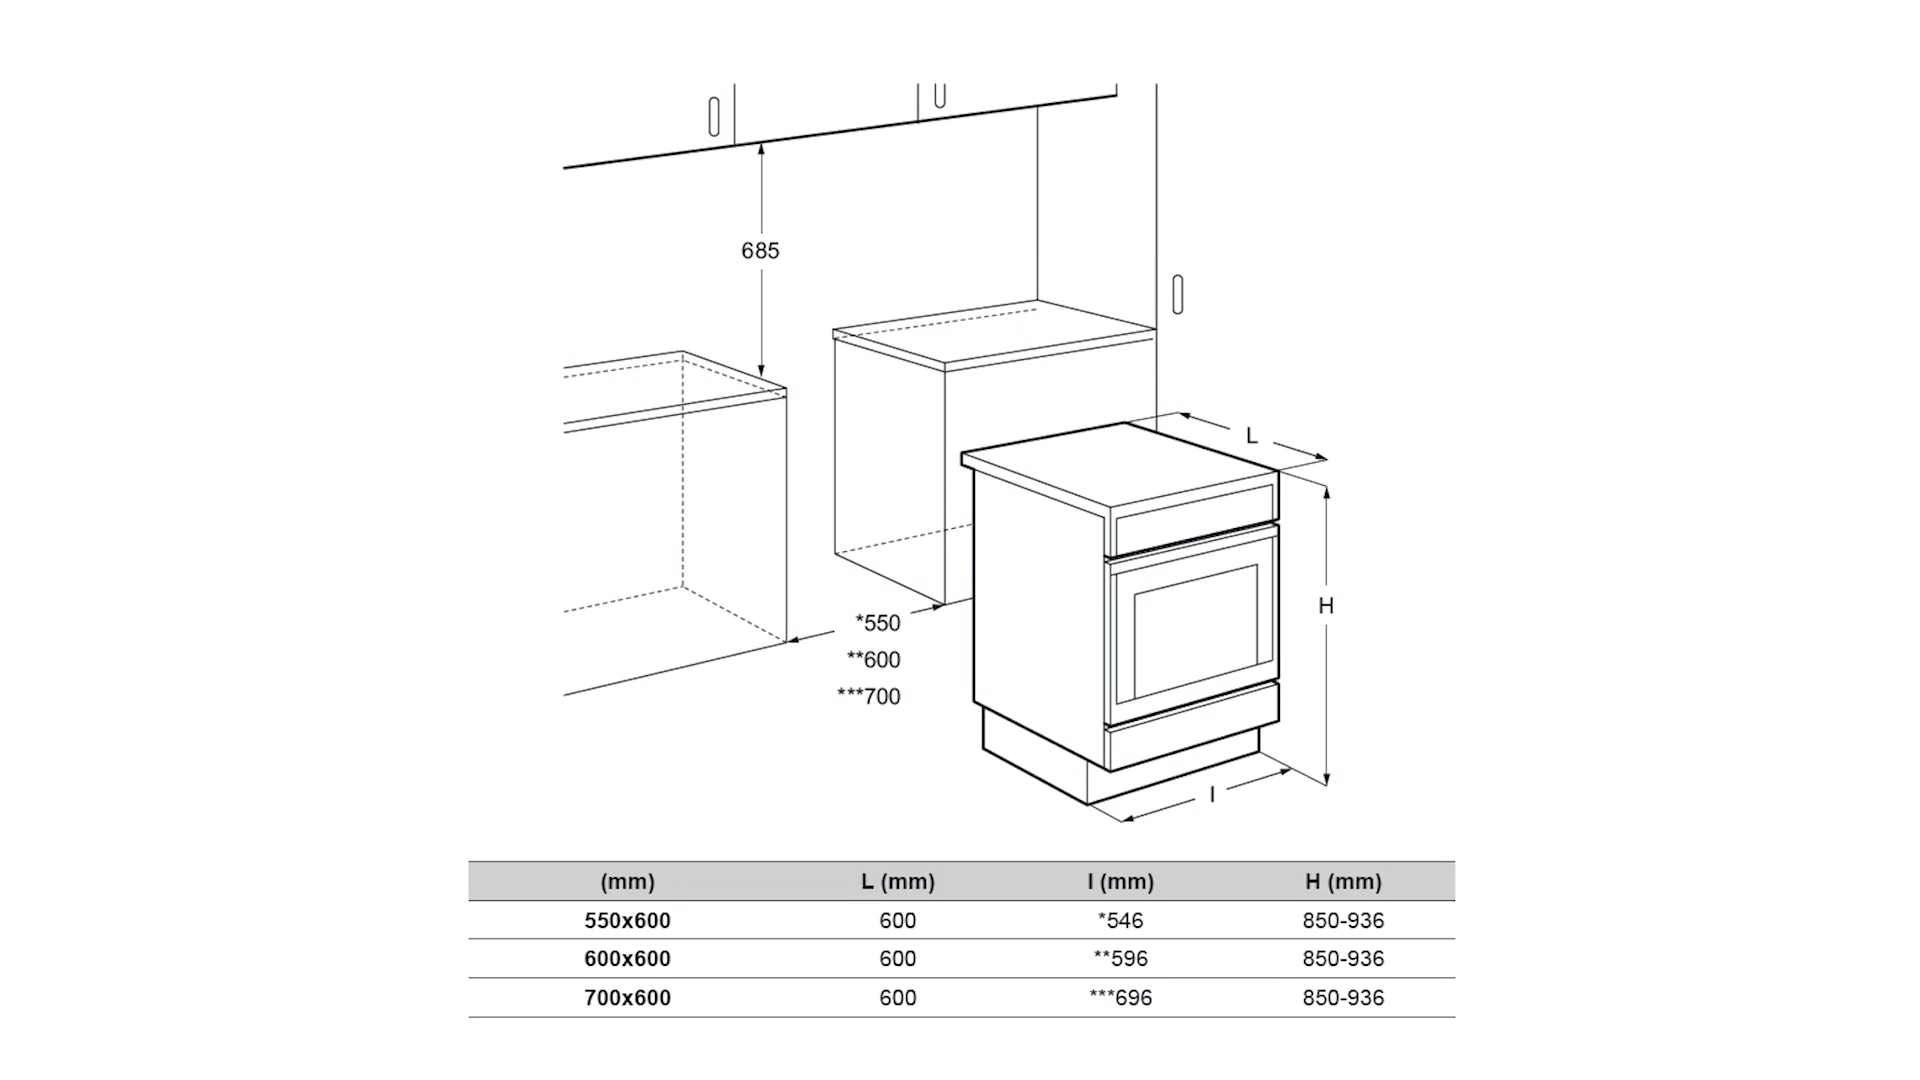 685
L
*550
**600
***700
H
I
(mm) L (mm) I (mm) H (mm)
550x600 600 *546 850-936
600x600 600 **596 850-936
700x600 600 ***696 850-936